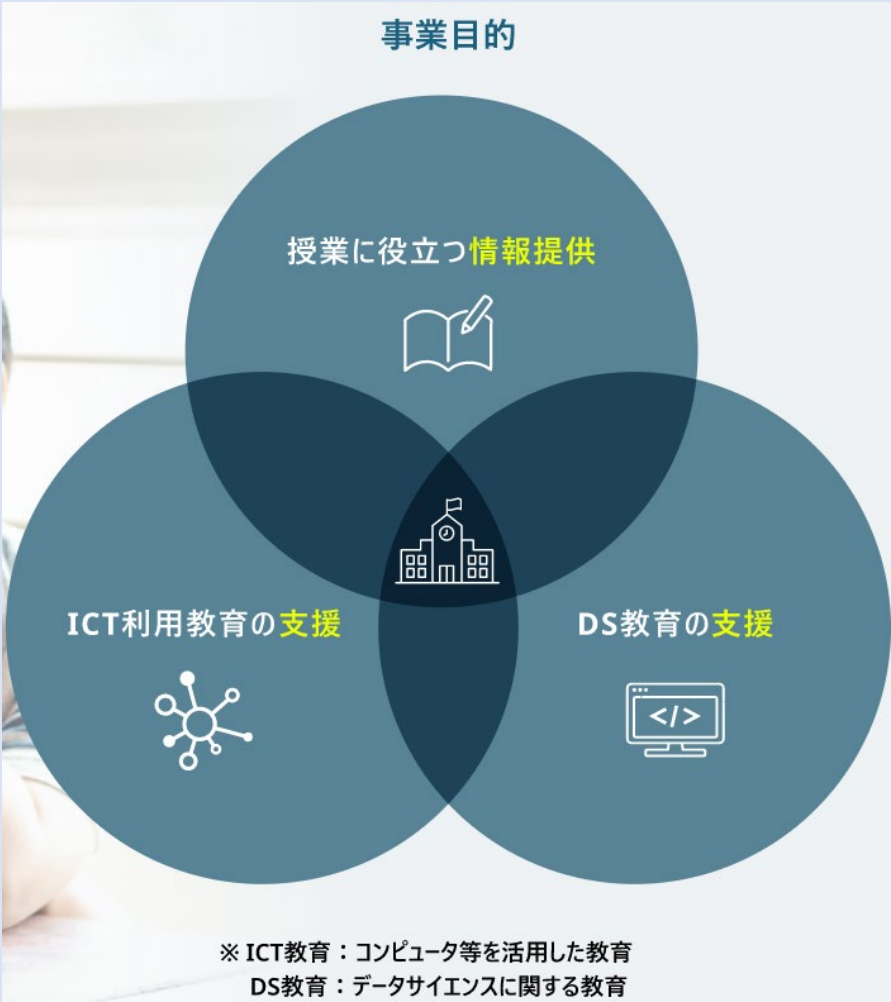 事業目的
授業に役立つ情報提供
ICT利用教育の支援
DS教育の支援
</>
※ ICT教育：コンピュータ等を活用した教育
DS教育：データサイエンスに関する教育